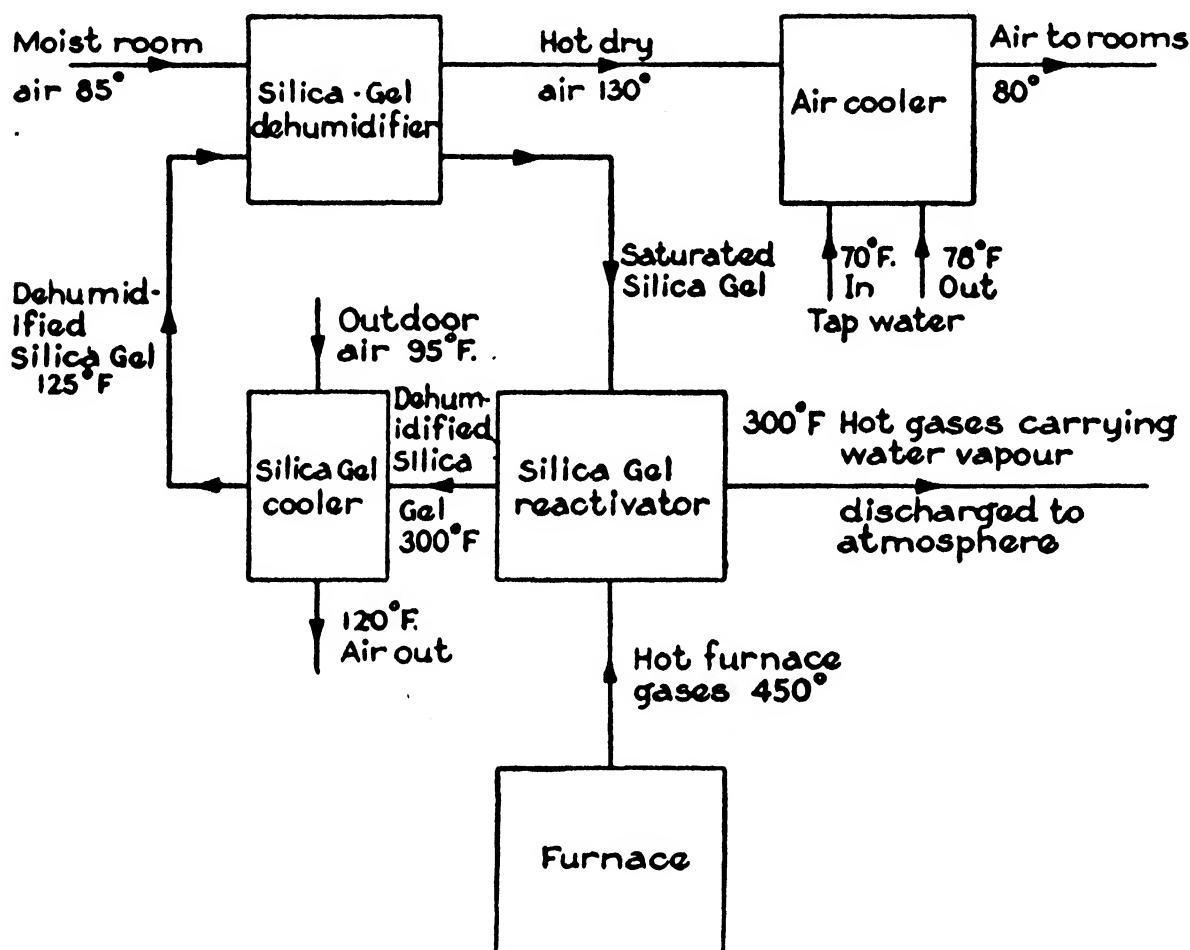 Moist room
air 85°
Silica-Gel
dehumidifier
Hot dry
air 130°
Air cooler
Air to rooms
80°
70°F.
In
78°F
Out
Tap water
Saturated
Silica Gel
Dehumid-
ified
Silica Gel
125°F
Outdoor
air 95°F.
Silica Gel
cooler
Dehum-
idified
Silica
Gel
300°F
Silica Gel
reactivator
300°F Hot gases carrying
water vapour
discharged to
atmosphere
120°F.
Air out
Hot furnace
gases 450°
Furnace